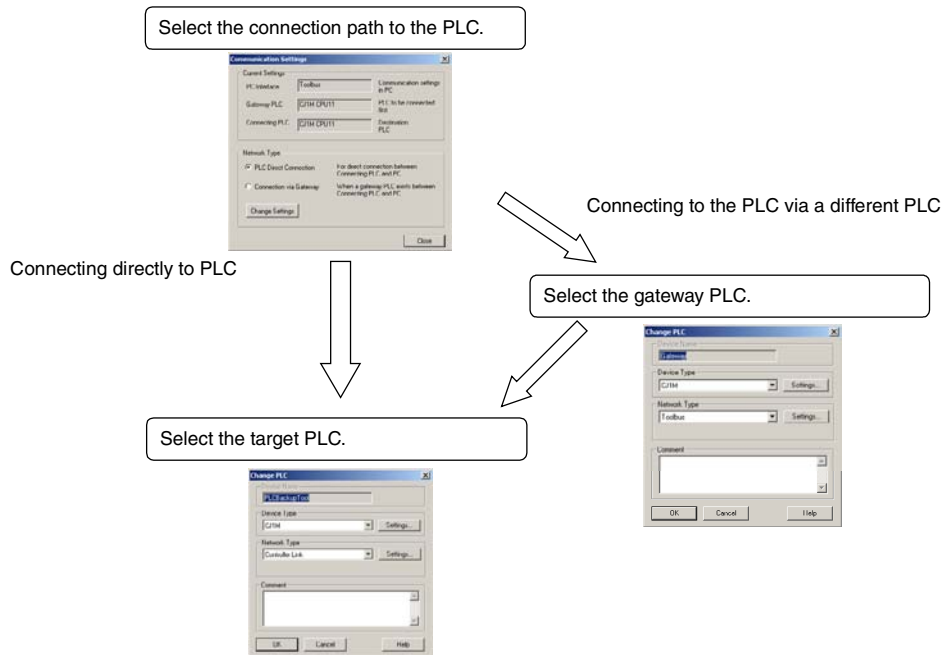 Select the connection path to the PLC.
Communication Settings
Current Settings
PC Interface
Toolbus
Communication settings
in PC
Gateway PLC
CJ1M CPU11
PLC to be connected
first
Connecting PLC
CJ1M CPU11
Destination
PLC
Network Type
PLC Direct Connection
For direct connection between
Connecting PLC and PC
Connection via Gateway
When a gateway PLC exists between
Connecting PLC and PC
Change Settings
Close
Connecting to the PLC via a different PLC
Connecting directly to PLC
Select the gateway PLC.
Change PLC
Device Name
Gateway
Device Type
CJ1M
Settings...
Network Type
Toolbus
Settings...
Comment
OK
Cancel
Help
Select the target PLC.
Change PLC
Device Name
PLCBackupTool
Device Type
CJ1M
Settings...
Network Type
Controller Link
Settings...
Comment
OK
Cancel
Help